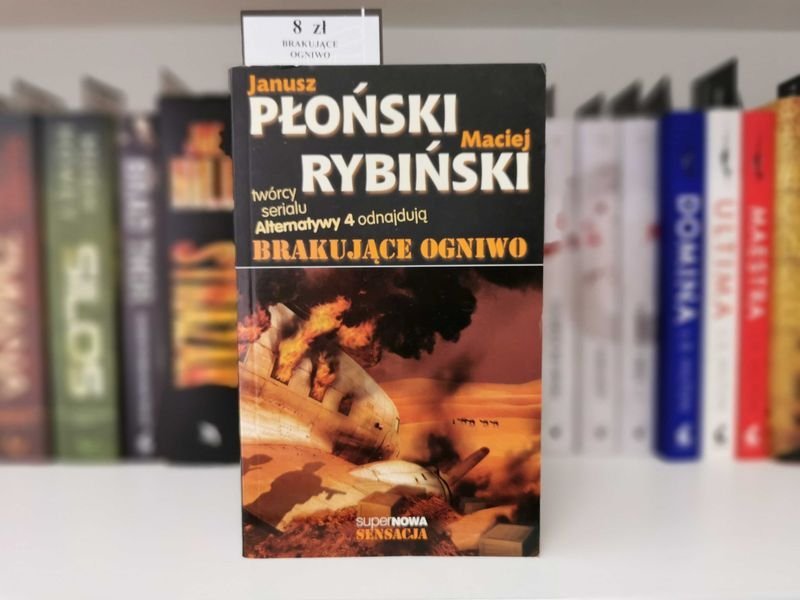 8 zł
BRAKUJĄCE
OGNIWO
Janusz
PŁOŃSKI
Maciej
RYBIŃSKI
twórcy
serialu
Alternatywy 4 odnajdują
BRAKUJĄCE OGNIWO
superNOWA
SENSACJA
SILOS
DOMINA
ULTIMA
MAESTRA